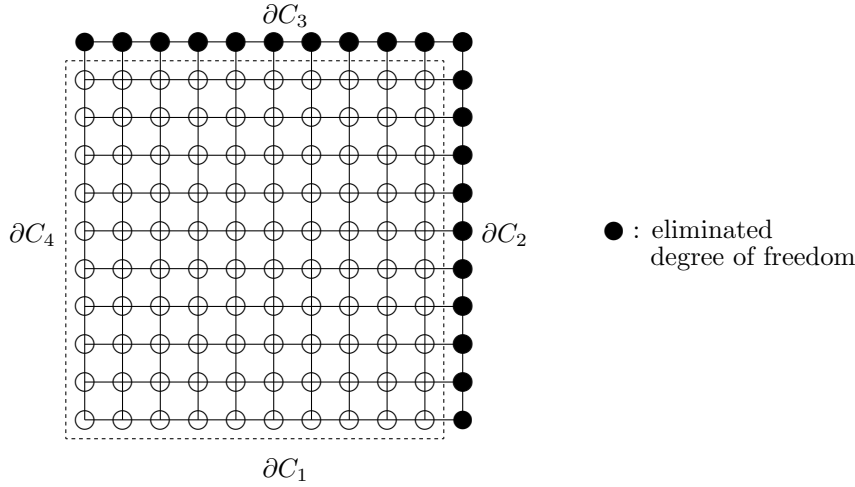 ∂C₃
∂C₄
∂C₂
: eliminated
degree of freedom
∂C₁